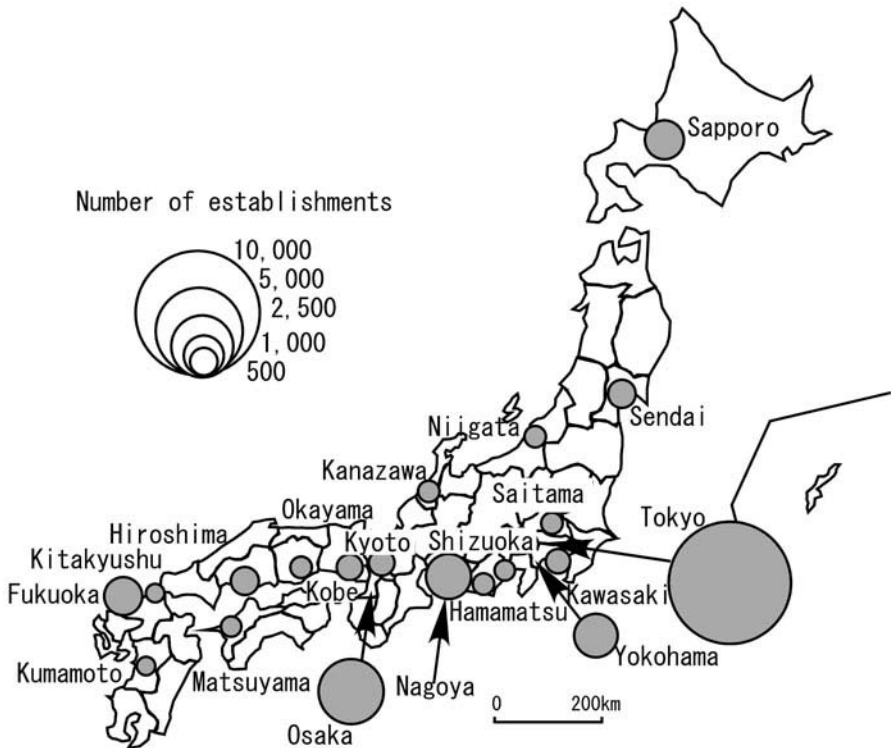 Sapporo
Number of establishments
10,000
5,000
2,500
1,000
500
Sendai
Niigata
Kanazawa
Saitama
Okayama
Tokyo
Hiroshima
Kyoto
Shizuoka
Kitakyushu
Fukuoka
Kobe
Hamamatsu
Kawasaki
Yokohama
Kumamoto
Matsuyama
Nagoya
Osaka
0 200km